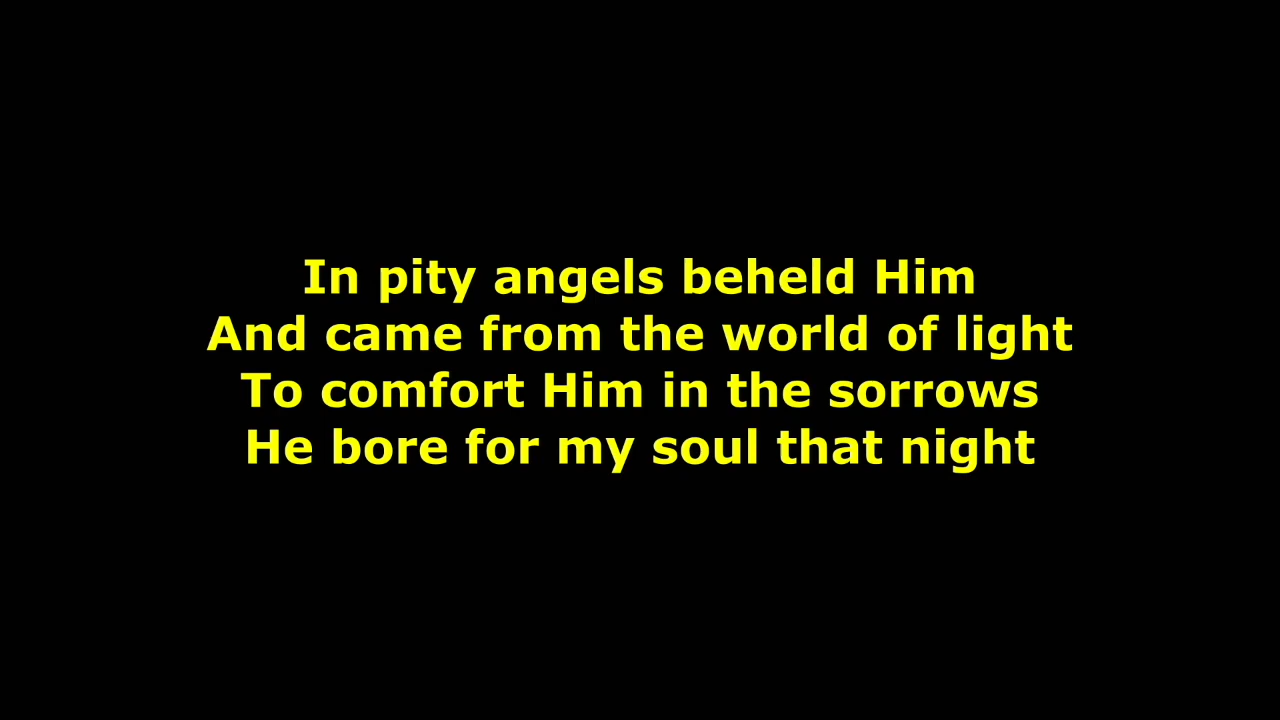 In pity angels beheld Him
And came from the world of light
To comfort Him in the sorrows
He bore for my soul that night